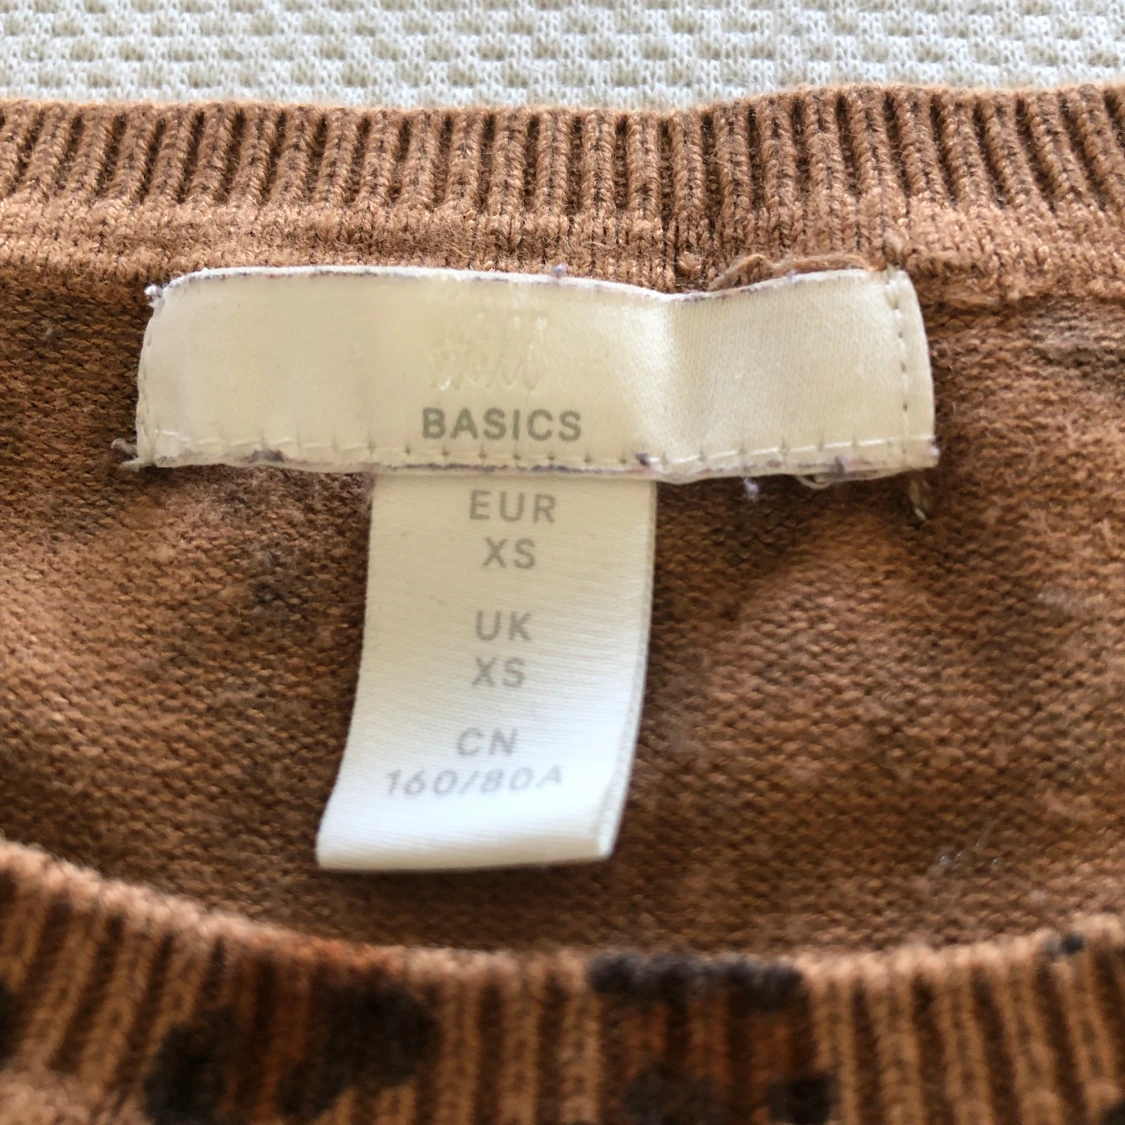 H&M
BASICS
EUR
XS
UK
XS
CN
160/80A